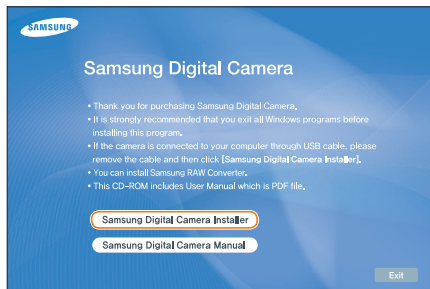 SAMSUNG
Samsung Digital Camera
• Thank you for purchasing Samsung Digital Camera.
• It is strongly recommended that you exit all Windows programs before
installing this program.
• If the camera is connected to your computer through USB cable, please
remove the cable and then click [Samsung Digital Camera Installer].
• You can install Samsung RAW Converter.
• This CD-ROM includes User Manual which is PDF file.
Samsung Digital Camera Installer
Samsung Digital Camera Manual
Exit